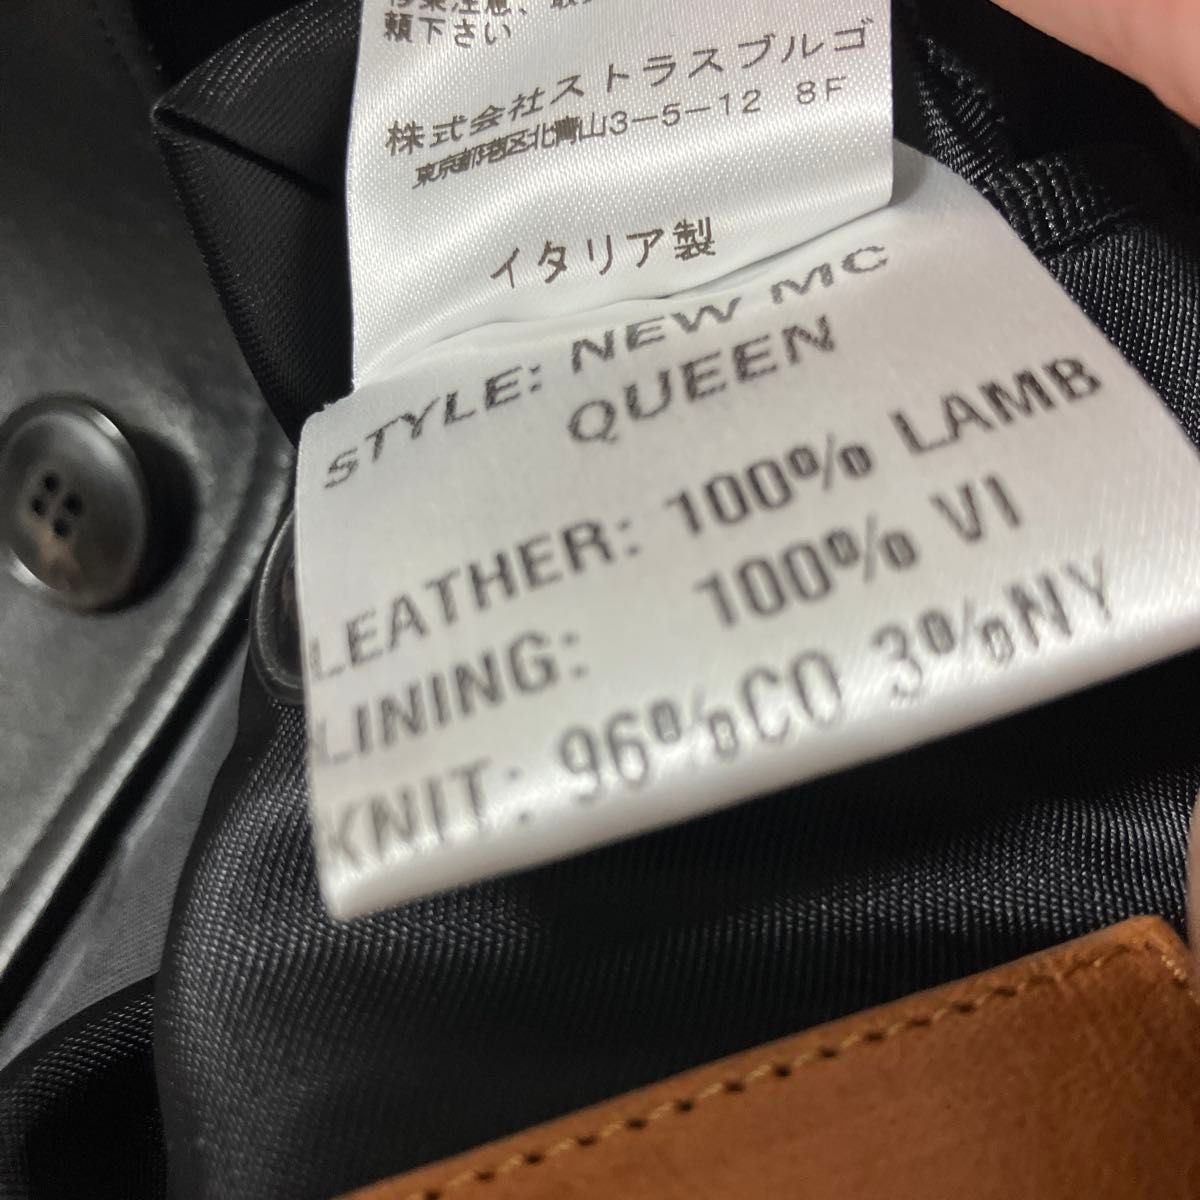 頼下さい
株式会社ストラスブルゴ
東京都港区北青山3-5-12 8F
イタリア製
STYLE: NEW MC
QUEEN
LEATHER: 100% LAMB
LINING: 100% VI
KNIT: 96%CO 3%NY